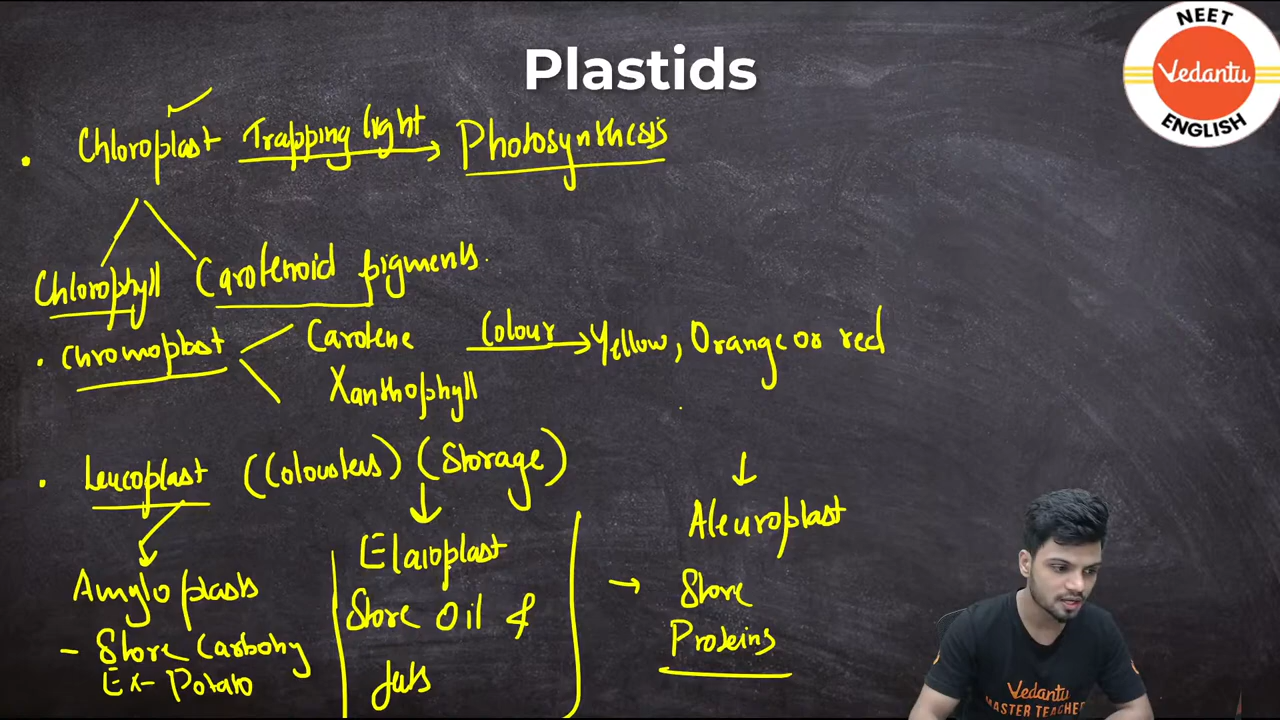 Plastids
NEET
Vedantu
ENGLISH
Chloroplast Trapping light → Photosynthesis
Chlorophyll Carotenoid pigments.
Chromoplast Carotene Colour → Yellow, Orange or red
Xanthophyll
Leucoplast (Colourless) (Storage)
Amyloplasts
- Store Carbohy
Ex- Potato
Elaioplast
Store Oil &
fats
→
Aleuroplast
Store
Proteins
Vedantu
MASTER TEACHER